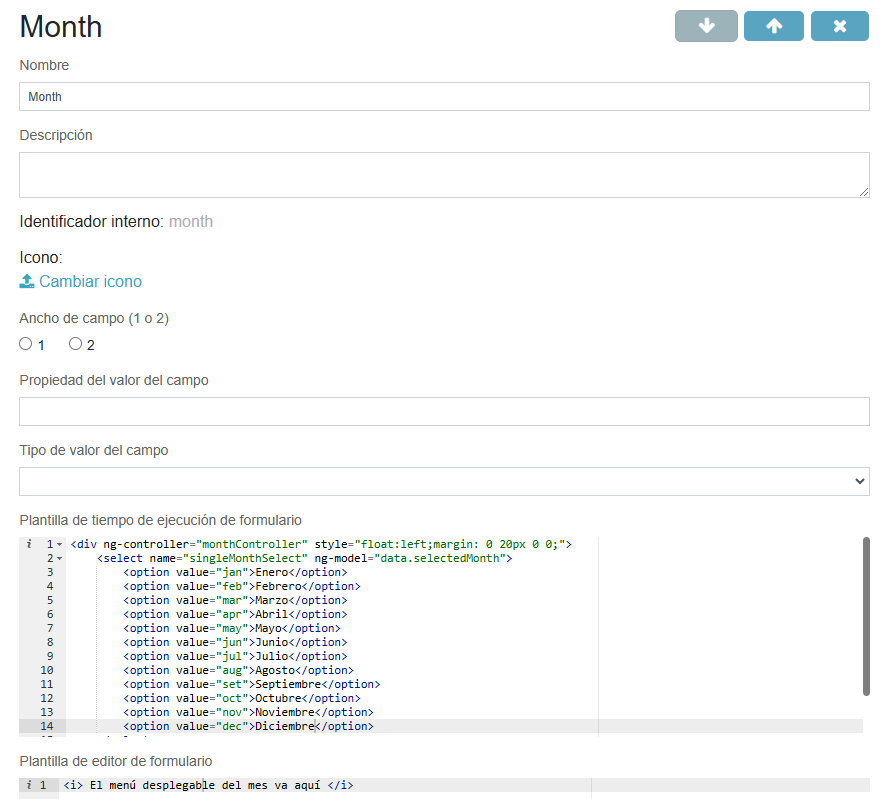 Month
Nombre
Month
Descripción
Identificador interno: month
Icono:
Cambiar icono
Ancho de campo (1 o 2)
1 2
Propiedad del valor del campo
Tipo de valor del campo
Plantilla de tiempo de ejecución de formulario
i 1 <div ng-controller="monthController" style="float:left;margin: 0 20px 0 0;">
2 <select name="singleMonthSelect" ng-model="data.selectedMonth">
3 <option value="jan">Enero</option>
4 <option value="feb">Febrero</option>
5 <option value="mar">Marzo</option>
6 <option value="apr">Abril</option>
7 <option value="may">Mayo</option>
8 <option value="jun">Junio</option>
9 <option value="jul">Julio</option>
10 <option value="aug">Agosto</option>
11 <option value="set">Septiembre</option>
12 <option value="oct">Octubre</option>
13 <option value="nov">Noviembre</option>
14 <option value="dec">Diciembre</option>
Plantilla de editor de formulario
i 1 <i> El menú desplegable del mes va aquí </i>